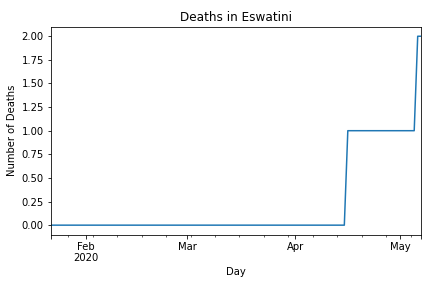 Deaths in Eswatini
Number of Deaths
2.00
1.75
1.50
1.25
1.00
0.75
0.50
0.25
0.00
Feb
2020
Mar
Apr
May
Day